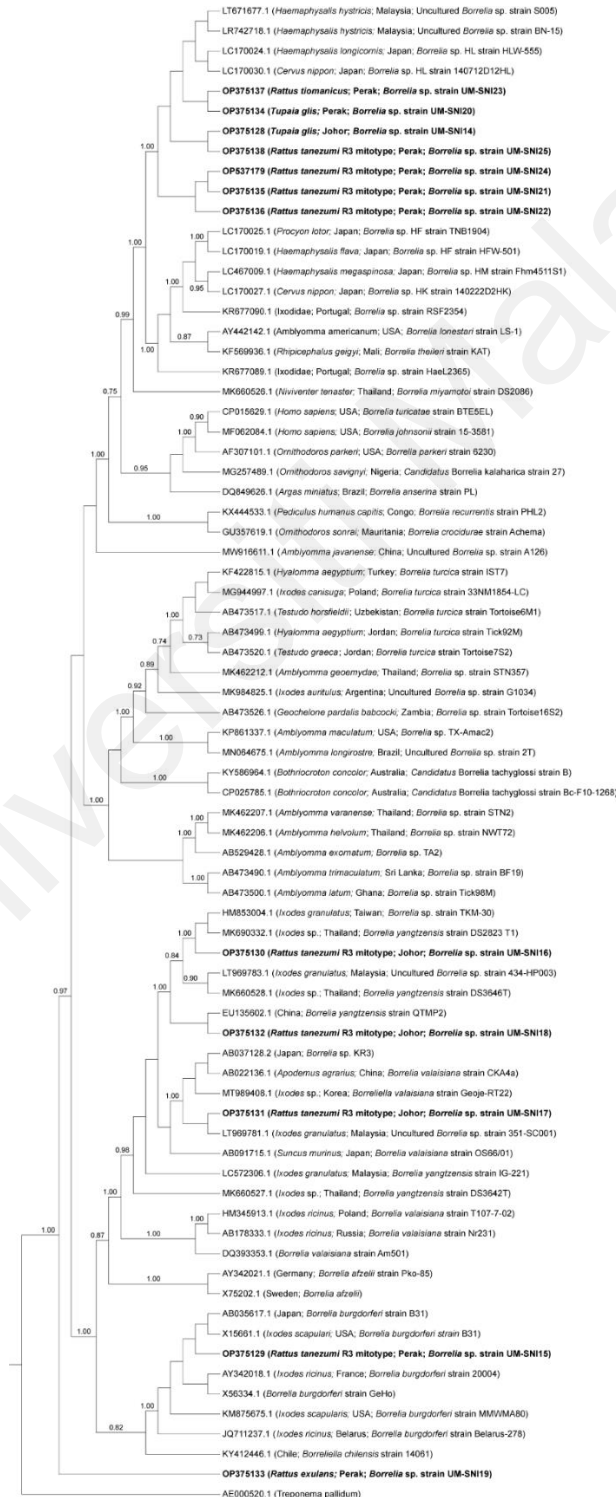 LT671677.1 (Haemaphysalis hystricis; Malaysia; Uncultured Borrelia sp. strain S005)
LR742718.1 (Haemaphysalis hystricis; Malaysia; Uncultured Borrelia sp. strain BN-15)
LC170024.1 (Haemaphysalis longicornis; Japan; Borrelia sp. HL strain HLW-555)
LC170030.1 (Cervus nippon; Japan; Borrelia sp. HL strain 140712D12HL)
OP375137 (Rattus tiomanicus; Perak; Borrelia sp. strain UM-SNI23)
1.00
OP375134 (Tupaia glis; Perak; Borrelia sp. strain UM-SNI20)
OP375128 (Tupaia glis; Johor; Borrelia sp. strain UM-SNI14)
1.00
OP375138 (Rattus tanezumi R3 mitotype; Perak; Borrelia sp. strain UM-SNI25)
OP537179 (Rattus tanezumi R3 mitotype; Perak; Borrelia sp. strain UM-SNI24)
1.00
OP375135 (Rattus tanezumi R3 mitotype; Perak; Borrelia sp. strain UM-SNI21)
OP375136 (Rattus tanezumi R3 mitotype; Perak; Borrelia sp. strain UM-SNI22)
1.00
LC170025.1 (Procyon lotor; Japan; Borrelia sp. HF strain TNB1904)
1.00
LC170019.1 (Haemaphysalis flava; Japan; Borrelia sp. HF strain HFW-501)
1.00
LC467009.1 (Haemaphysalis megaspinosa; Japan; Borrelia sp. HM strain Fhm4511S1)
0.95
LC170027.1 (Cervus nippon; Japan; Borrelia sp. HK strain 140222D2HK)
KR677090.1 (Ixodidae; Portugal; Borrelia sp. strain RSF2354)
0.99
AY442142.1 (Amblyomma americanum; USA; Borrelia lonestari strain LS-1)
0.87
1.00
KF569936.1 (Rhipicephalus geigyi; Mali; Borrelia theileri strain KAT)
KR677089.1 (Ixodidae; Portugal; Borrelia sp. strain HaeL2365)
0.75
MK660526.1 (Niviventer tenaster; Thailand; Borrelia miyamotoi strain DS2086)
CP015629.1 (Homo sapiens; USA; Borrelia turicatae strain BTE5EL)
0.90
MF062084.1 (Homo sapiens; USA; Borrelia johnsonii strain 15-3581)
AF307101.1 (Ornithodoros parkeri; USA; Borrelia parkeri strain 6230)
0.95
MG257489.1 (Ornithodoros savignyi; Nigeria; Candidatus Borrelia kalaharica strain 27)
DQ849626.1 (Argas miniatus; Brazil; Borrelia anserina strain PL)
1.00
KX444533.1 (Pediculus humanus capitis; Congo; Borrelia recurrentis strain PHL2)
1.00
GU357619.1 (Ornithodoros sonrai; Mauritania; Borrelia crocidurae strain Achema)
MW916611.1 (Amblyomma javanense; China; Uncultured Borrelia sp. strain A126)
KF422815.1 (Hyalomma aegyptium; Turkey; Borrelia turcica strain IST7)
MG944997.1 (Ixodes canisuga; Poland; Borrelia turcica strain 33NM1854-LC)
1.00
AB473517.1 (Testudo horsfieldii; Uzbekistan; Borrelia turcica strain Tortoise6M1)
0.74
AB473499.1 (Hyalomma aegyptium; Jordan; Borrelia turcica strain Tick92M)
0.73
AB473520.1 (Testudo graeca; Jordan; Borrelia turcica strain Tortoise7S2)
0.89
MK462212.1 (Amblyomma geoemydae; Thailand; Borrelia sp. strain STN357)
0.92
MK984825.1 (Ixodes auritulus; Argentina; Uncultured Borrelia sp. strain G1034)
AB473526.1 (Geochelone pardalis babcocki; Zambia; Borrelia sp. strain Tortoise16S2)
1.00
KP861337.1 (Amblyomma maculatum; USA; Borrelia sp. TX-Amac2)
1.00
MN064675.1 (Amblyomma longirostre; Brazil; Uncultured Borrelia sp. strain 2T)
1.00
KY586964.1 (Bothriocroton concolor; Australia; Candidatus Borrelia tachyglossi strain B)
1.00
CP025785.1 (Bothriocroton concolor; Australia; Candidatus Borrelia tachyglossi strain Bc-F10-1268)
MK462207.1 (Amblyomma varanense; Thailand; Borrelia sp. strain STN2)
1.00
MK462206.1 (Amblyomma helvolum; Thailand; Borrelia sp. strain NWT72)
AB529428.1 (Amblyomma exornatum; Borrelia sp. TA2)
AB473490.1 (Amblyomma trimaculatum; Sri Lanka; Borrelia sp. strain BF19)
1.00
AB473500.1 (Amblyomma latum; Ghana; Borrelia sp. strain Tick98M)
HM853004.1 (Ixodes granulatus; Taiwan; Borrelia sp. strain TKM-30)
1.00
MK690332.1 (Ixodes sp.; Thailand; Borrelia yangtzensis strain DS2823 T1)
OP375130 (Rattus tanezumi R3 mitotype; Johor; Borrelia sp. strain UM-SNI16)
0.84
LT969783.1 (Ixodes granulatus; Malaysia; Uncultured Borrelia sp. strain 434-HP003)
0.90
0.97
MK660528.1 (Ixodes sp.; Thailand; Borrelia yangtzensis strain DS3646T)
1.00
EU135602.1 (China; Borrelia yangtzensis strain QTMP2)
OP375132 (Rattus tanezumi R3 mitotype; Johor; Borrelia sp. strain UM-SNI18)
AB037128.2 (Japan; Borrelia sp. KR3)
AB022136.1 (Apodemus agrarius; China; Borrelia valaisiana strain CKA4a)
1.00
MT989408.1 (Ixodes sp.; Korea; Borreliella valaisiana strain Geoje-RT22)
OP375131 (Rattus tanezumi R3 mitotype; Johor; Borrelia sp. strain UM-SNI17)
1.00
LT969781.1 (Ixodes granulatus; Malaysia; Uncultured Borrelia sp. strain 351-SC001)
AB091715.1 (Suncus murinus; Japan; Borrelia valaisiana strain OS66/01)
0.98
LC572306.1 (Ixodes granulatus; Malaysia; Borrelia yangtzensis strain IG-221)
MK660527.1 (Ixodes sp.; Thailand; Borrelia yangtzensis strain DS3642T)
1.00
HM345913.1 (Ixodes ricinus; Poland; Borrelia valaisiana strain T107-7-02)
1.00
AB178333.1 (Ixodes ricinus; Russia; Borrelia valaisiana strain Nr231)
1.00
0.87
DQ393353.1 (Borrelia valaisiana strain Am501)
1.00
AY342021.1 (Germany; Borrelia afzelii strain Pko-85)
1.00
X75202.1 (Sweden; Borrelia afzelii)
AB035617.1 (Japan; Borrelia burgdorferi strain B31)
X15661.1 (Ixodes scapulari; USA; Borrelia burgdorferi strain B31)
1.00
OP375129 (Rattus tanezumi R3 mitotype; Perak; Borrelia sp. strain UM-SNI15)
AY342018.1 (Ixodes ricinus; France; Borrelia burgdorferi strain 20004)
X56334.1 (Borrelia burgdorferi strain GeHo)
KM875675.1 (Ixodes scapularis; USA; Borrelia burgdorferi strain MMWMA80)
JQ711237.1 (Ixodes ricinus; Belarus; Borrelia burgdorferi strain Belarus-278)
0.82
KY412446.1 (Chile; Borreliella chilensis strain 14061)
OP375133 (Rattus exulans; Perak; Borrelia sp. strain UM-SNI19)
AE000520.1 (Treponema pallidum)